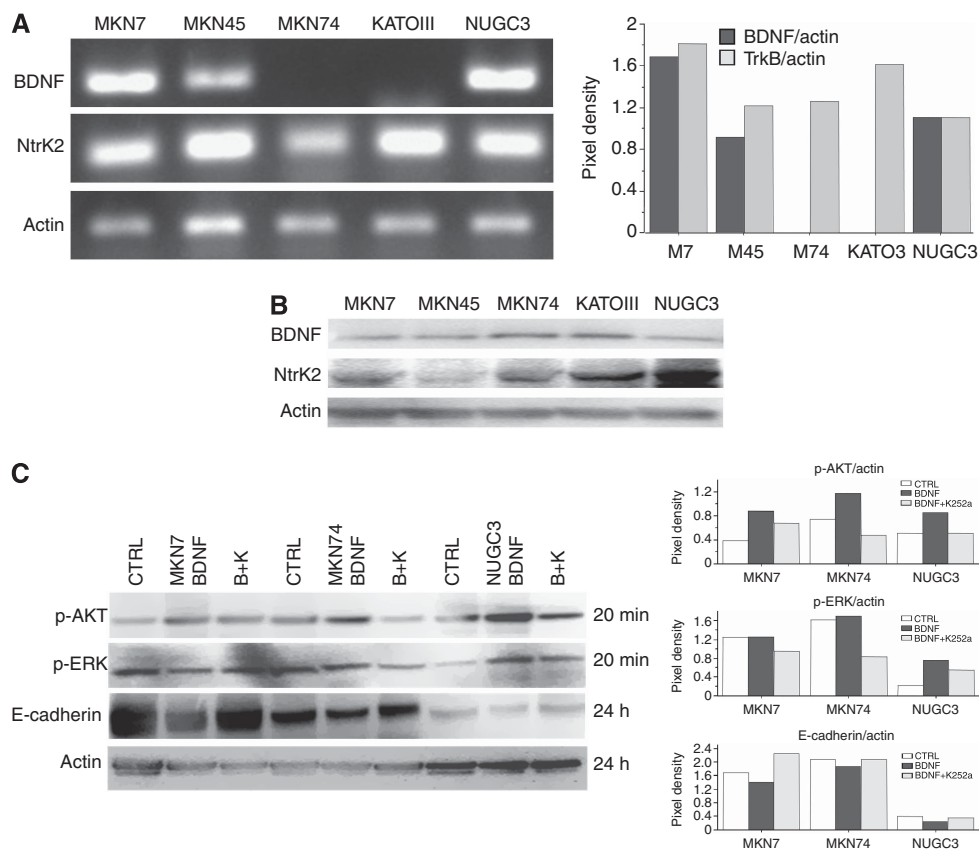 A
MKN7 MKN45 MKN74 KATOIII NUGC3
BDNF
NtrK2
Actin
2
1.6
1.2
0.8
0.4
0
Pixel density
BDNF/actin
TrkB/actin
M7 M45 M74 KATO3 NUGC3
B
MKN7 MKN45 MKN74 KATOIII NUGC3
BDNF
NtrK2
Actin
C
CTRL MKN7 BDNF B+K CTRL MKN74 BDNF B+K CTRL NUGC3 BDNF B+K
p-AKT 20 min
p-ERK 20 min
E-cadherin 24 h
Actin 24 h
p-AKT/actin
1.2
0.8
0.4
0
Pixel density
CTRL
BDNF
BDNF+K252a
MKN7 MKN74 NUGC3
p-ERK/actin
1.6
1.2
0.8
0.4
0
Pixel density
CTRL
BDNF
BDNF+K252a
MKN7 MKN74 NUGC3
E-cadherin/actin
2.4
2.0
1.6
1.2
0.8
0.4
0
Pixel density
CTRL
BDNF
BDNF+K252a
MKN7 MKN74 NUGC3